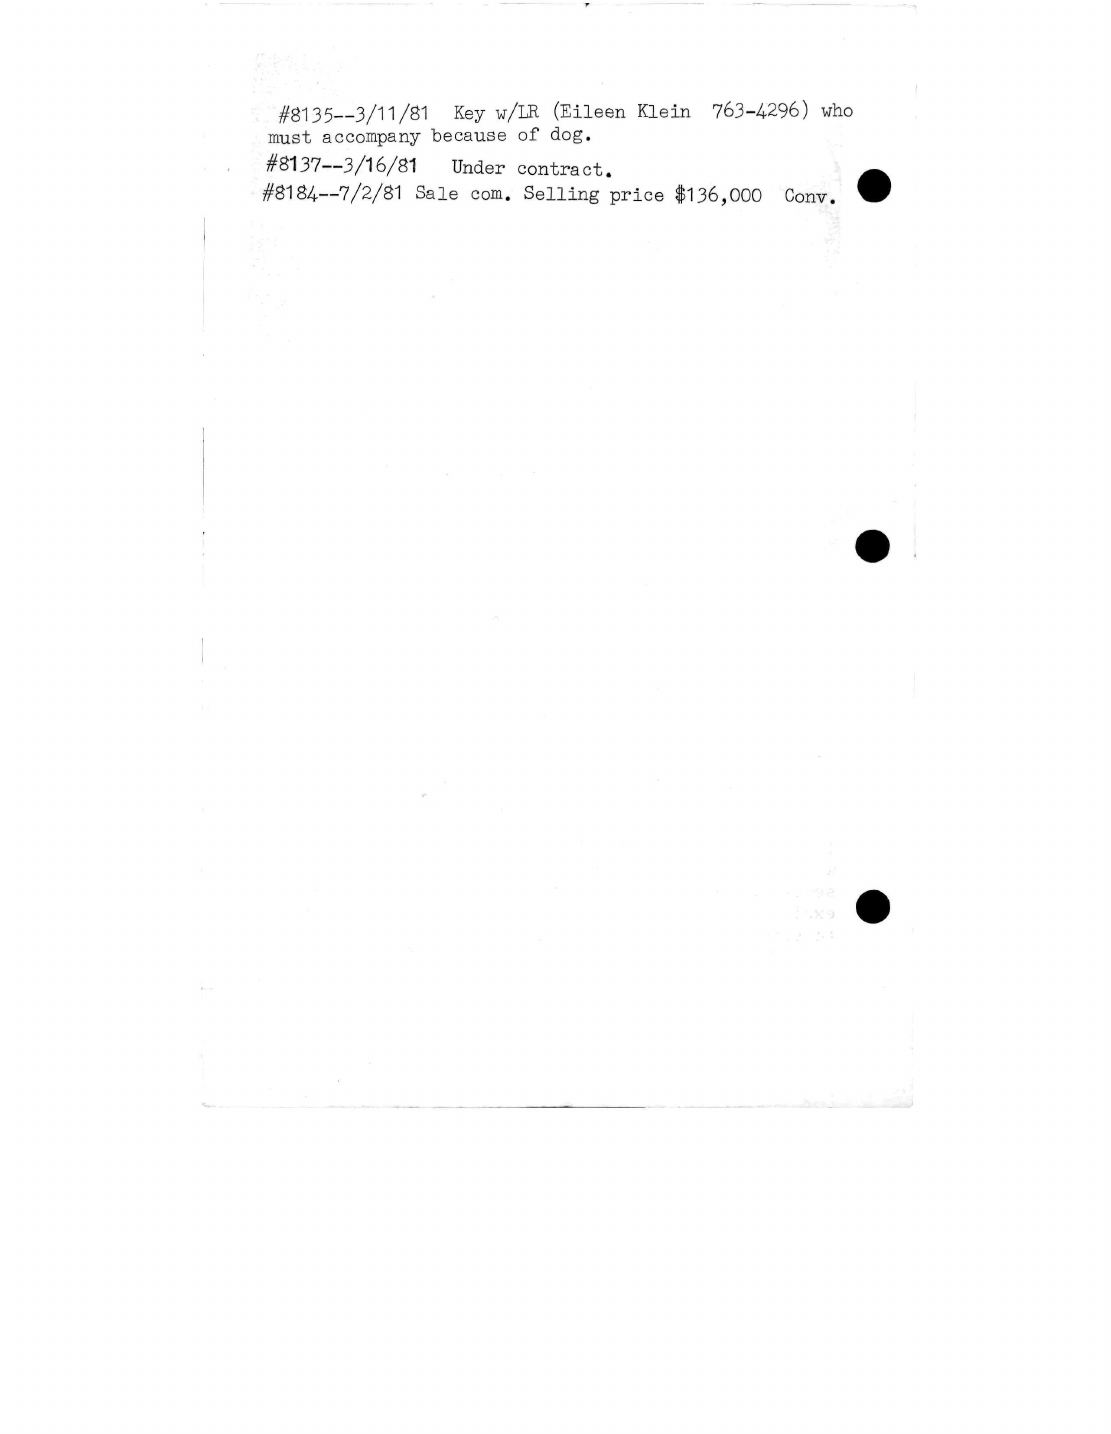 #8135--3/11/81 Key w/LR (Eileen Klein 763-4296) who
must accompany because of dog.
#8137--3/16/81 Under contract.
#8184--7/2/81 Sale com. Selling price $136,000 Conv.